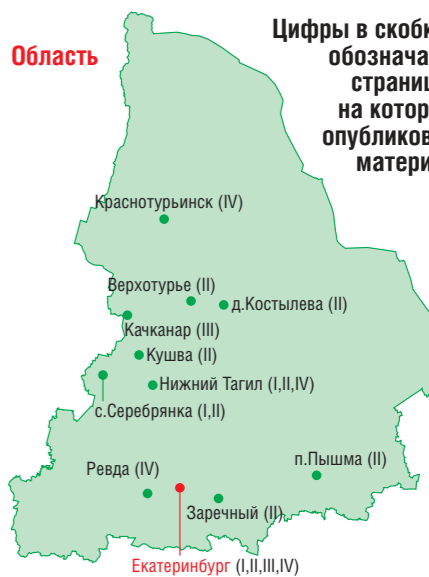 Цифры в скобк
Область
обознача
страниц
на котор
опубликов
матери
Краснотурьинск (IV)
Верхотурье (II)
д.Костылева (II)
Качканар (III)
Кушва (II)
Нижний Тагил (I,II,IV)
с.Серебрянка (I,II)
п.Пышма (II)
Ревда (IV)
Заречный (II)
Екатеринбург (I,II,III,IV)